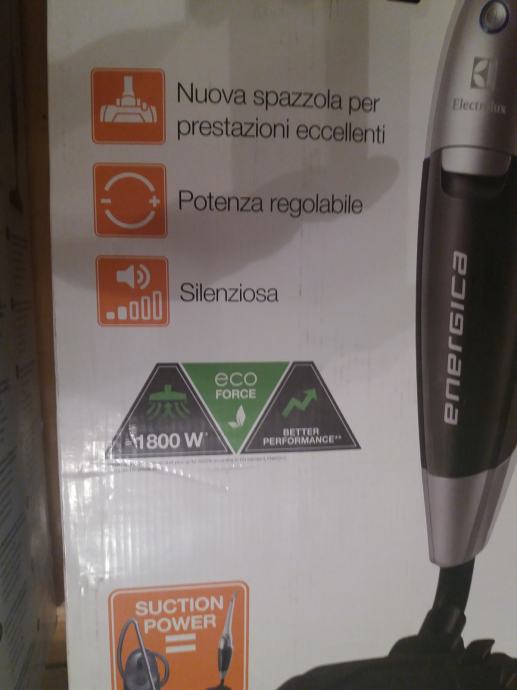 Nuova spazzola per
prestazioni eccellenti
Potenza regolabile
Silenziosa
Electrolux
energica
eco
FORCE
1800 W*
BETTER
PERFORMANCE**
SUCTION
POWER
=